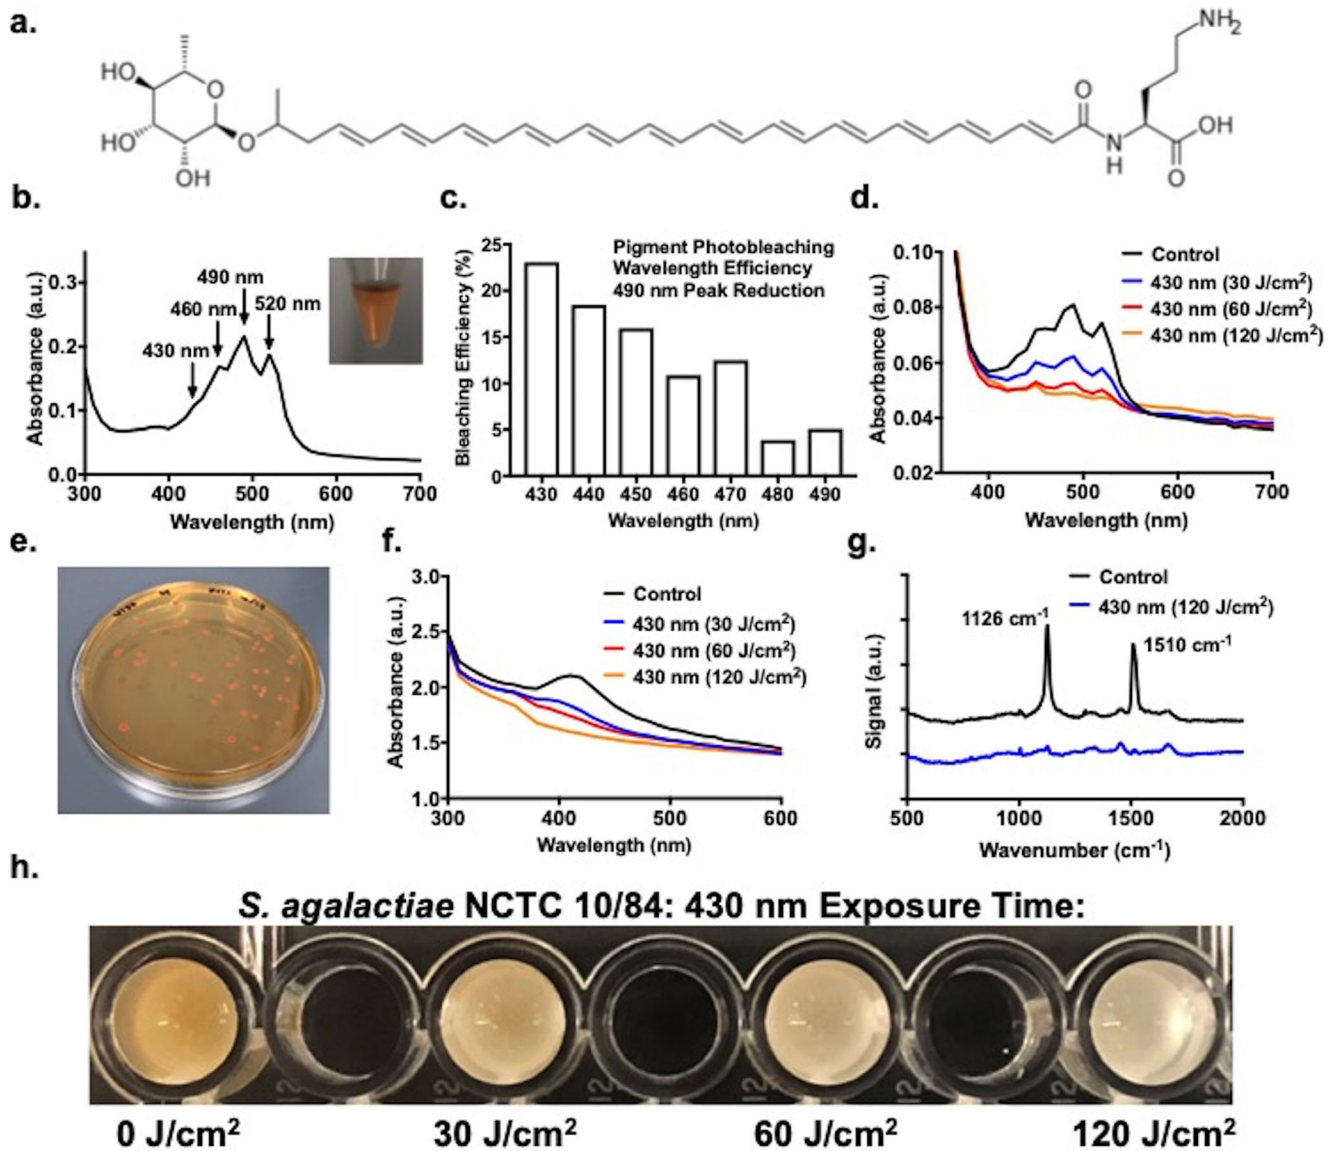 a.
NH2
HO
O
HO
O
OH
O
N
H
OH
O
b.
Absorbance (a.u.)
0.3
0.2
0.1
0.0
490 nm
460 nm
520 nm
430 nm
300 400 500 600 700
Wavelength (nm)
c.
Bleaching Efficiency (%)
25
20
15
10
5
0
Pigment Photobleaching
Wavelength Efficiency
490 nm Peak Reduction
430 440 450 460 470 480 490
Wavelength (nm)
d.
Absorbance (a.u.)
0.10
0.08
0.06
0.04
0.02
Control
430 nm (30 J/cm²)
430 nm (60 J/cm²)
430 nm (120 J/cm²)
400 500 600 700
Wavelength (nm)
e.
f.
Absorbance (a.u.)
3.0
2.5
2.0
1.5
1.0
Control
430 nm (30 J/cm²)
430 nm (60 J/cm²)
430 nm (120 J/cm²)
300 400 500 600
Wavelength (nm)
g.
Signal (a.u.)
Control
430 nm (120 J/cm²)
1126 cm⁻¹
1510 cm⁻¹
500 1000 1500 2000
Wavenumber (cm⁻¹)
h.
S. agalactiae NCTC 10/84: 430 nm Exposure Time:
0 J/cm² 30 J/cm² 60 J/cm² 120 J/cm²